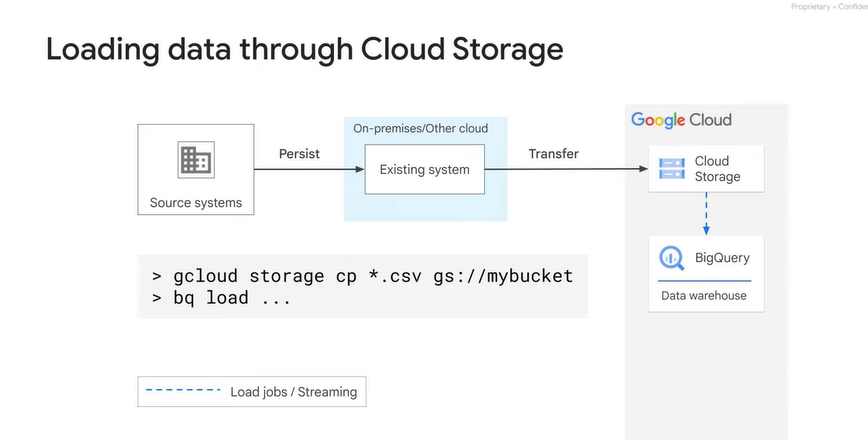 Proprietary + Confiden
Loading data through Cloud Storage
Source systems
Persist
On-premises/Other cloud
Existing system
Transfer
Google Cloud
Cloud
Storage
BigQuery
Data warehouse
> gcloud storage cp *.csv gs://mybucket
> bq load ...
Load jobs / Streaming